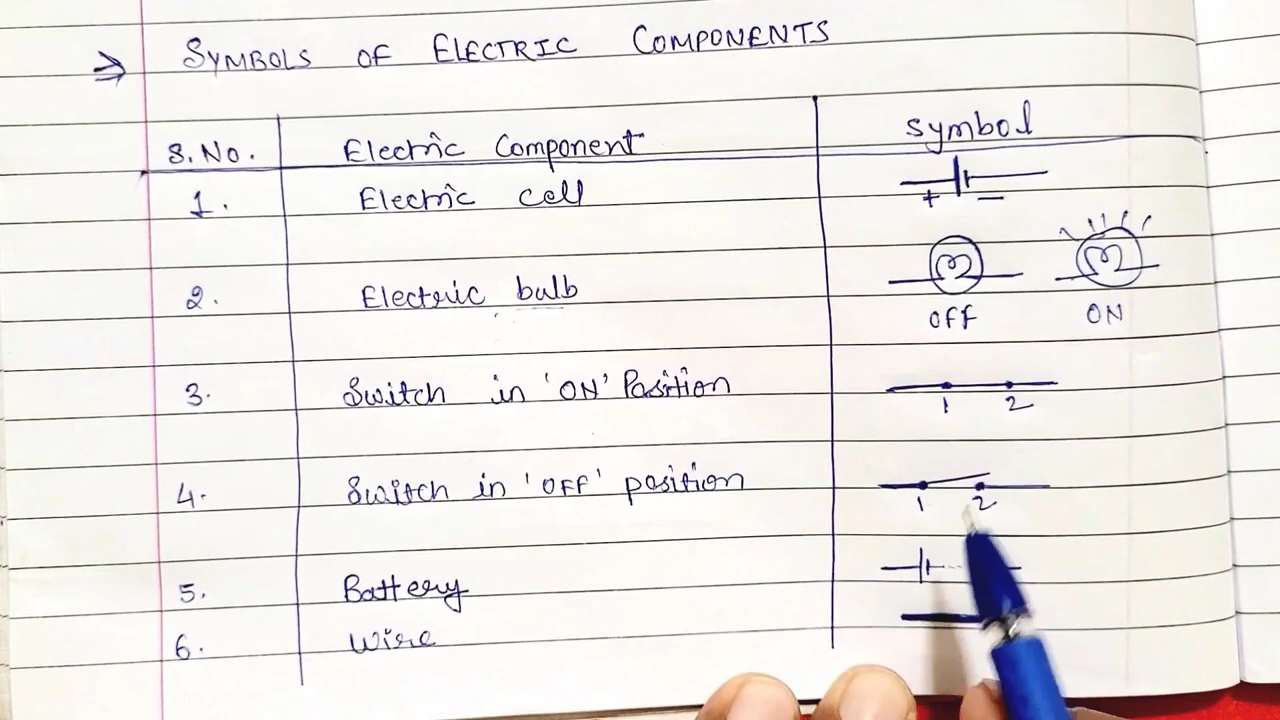 ⇒ SYMBOLS OF ELECTRIC COMPONENTS
S.No. Electric Component symbol
1. Electric cell + −
2. Electric bulb OFF ON
3. Switch in 'ON' Position 1 2
4. Switch in 'OFF' position 1 2
5. Battery
6. Wire